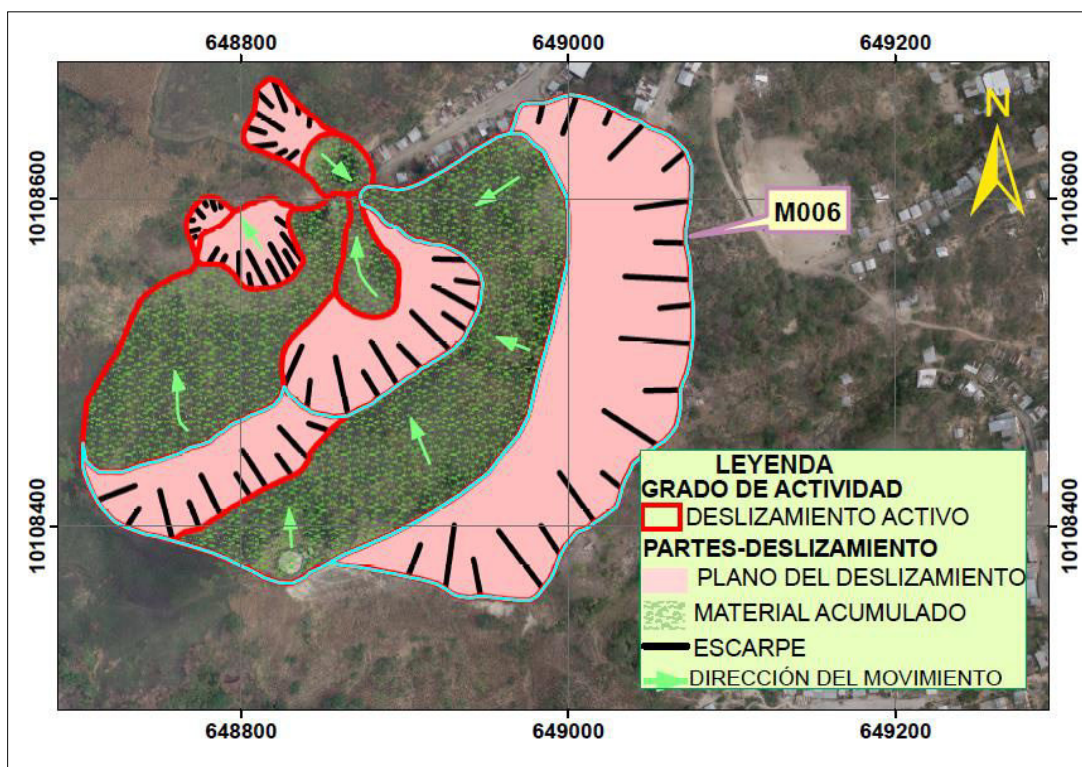 648800 649000 649200
N
10108600
10108600
M006
10108400
10108400
LEYENDA
GRADO DE ACTIVIDAD
DESLIZAMIENTO ACTIVO
PARTES-DESLIZAMIENTO
PLANO DEL DESLIZAMIENTO
MATERIAL ACUMULADO
ESCARPE
DIRECCIÓN DEL MOVIMIENTO
648800 649000 649200